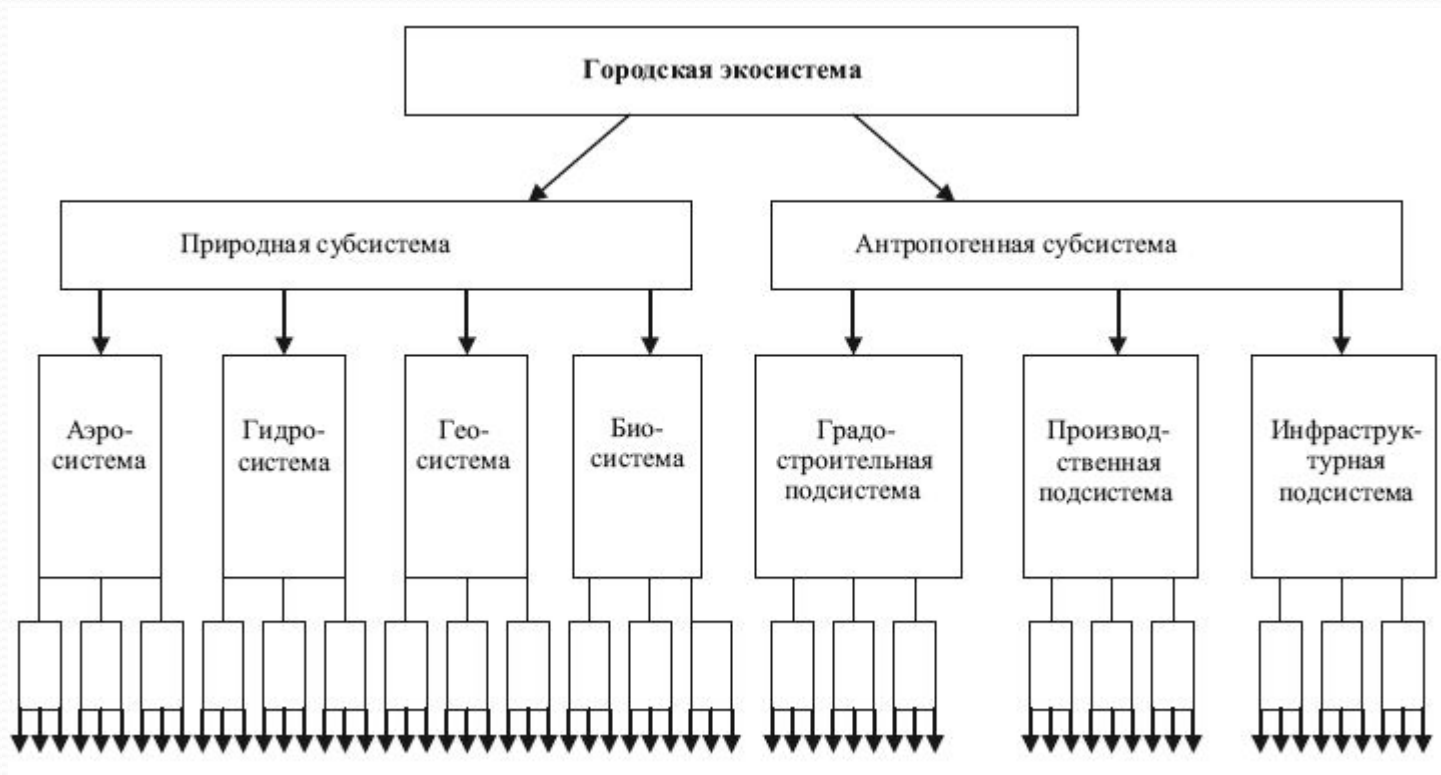 Городская экосистема
Природная субсистема
Антропогенная субсистема
Аэро-
система
Гидро-
система
Гео-
система
Био-
система
Градо-
строительная
подсистема
Производ-
ственная
подсистема
Инфраструк-
турная
подсистема